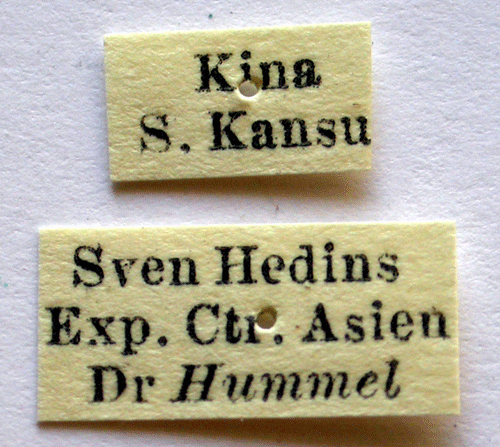 Kina
S. Kansu
Sven Hedins
Exp. Ctr. Asien
Dr Hummel